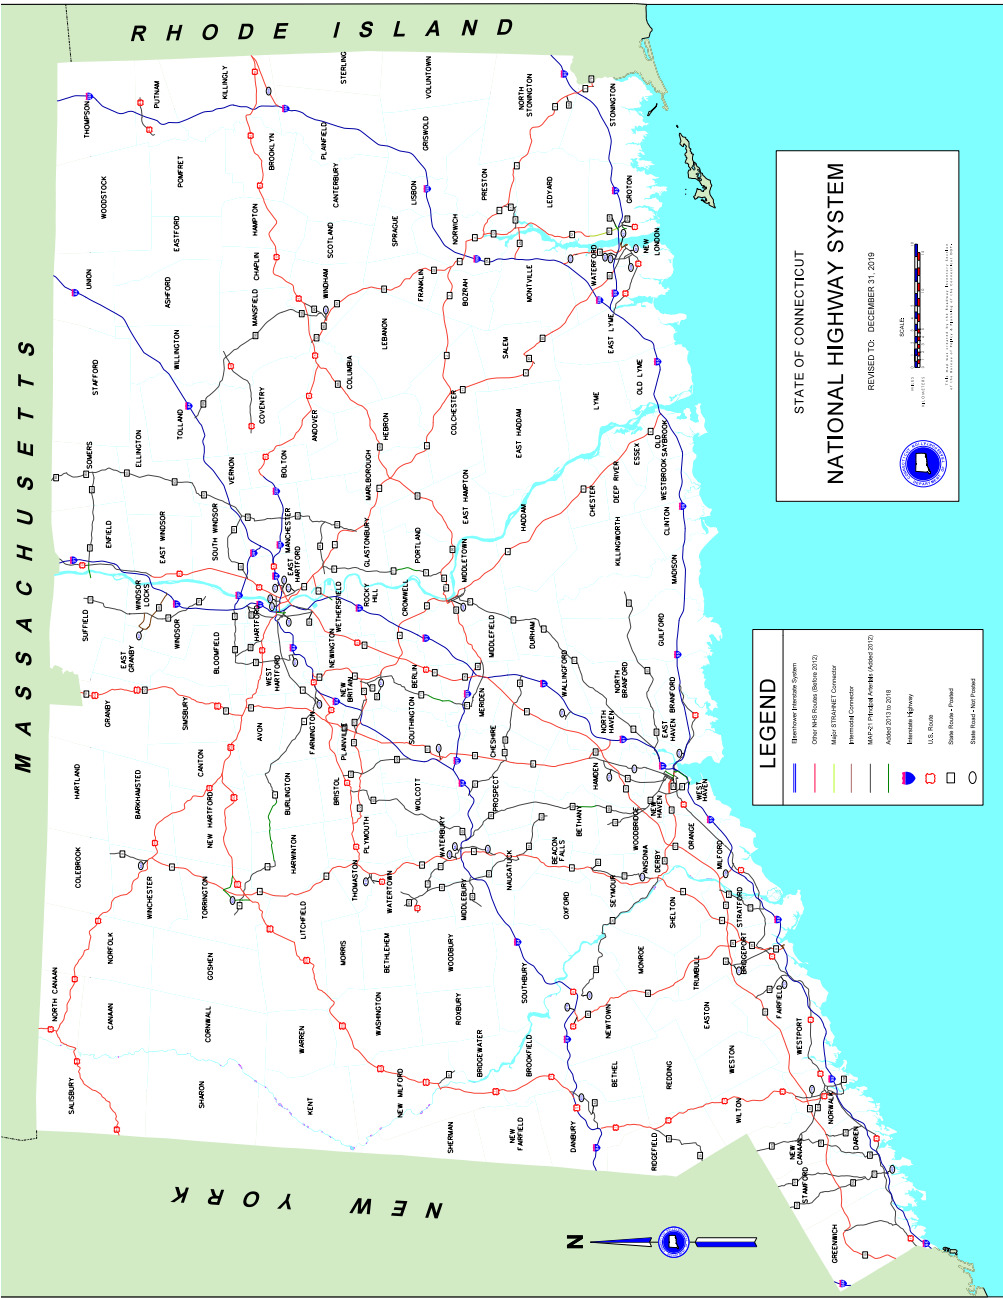 MASSACHUSETTS
RHODE ISLAND
NEW YORK
N
STATE OF CONNECTICUT
NATIONAL HIGHWAY SYSTEM
REVISED TO: DECEMBER 31, 2019
SCALE:
LEGEND
Eisenhower Interstate System
Other NHS Routes (Before 2012)
Major STRAHNET Connector
Intermodal Connector
MAP-21 Principal Arterials (Added 2012)
Added 2013 to 2018
Interstate Highway
U.S. Route
State Route - Posted
State Road - Not Posted
SALISBURY
NORTH CANAAN
CANAAN
NORFOLK
COLEBROOK
HARTLAND
BARKHAMSTED
WINCHESTER
GRANBY
EAST
GRANBY
SUFFIELD
WINDSOR
LOCKS
WINDSOR
ENFIELD
EAST WINDSOR
SOMERS
ELLINGTON
STAFFORD
UNION
WOODSTOCK
THOMPSON
PUTNAM
POMFRET
EASTFORD
ASHFORD
WILLINGTON
TOLLAND
VERNON
SOUTH WINDSOR
BLOOMFIELD
SIMSBURY
CANTON
NEW HARTFORD
TORRINGTON
GOSHEN
CORNWALL
SHARON
KENT
WARREN
LITCHFIELD
HARWINTON
BURLINGTON
AVON
WEST
HARTFORD
HARTFORD
EAST
HARTFORD
MANCHESTER
BOLTON
COVENTRY
MANSFIELD
CHAPLIN
HAMPTON
BROOKLYN
KILLINGLY
STERLING
PLAINFIELD
CANTERBURY
SCOTLAND
WINDHAM
COLUMBIA
ANDOVER
HEBRON
LEBANON
FRANKLIN
SPRAGUE
LISBON
GRISWOLD
VOLUNTOWN
GLASTONBURY
MARLBOROUGH
WETHERSFIELD
ROCKY
HILL
NEWINGTON
NEW
BRITAIN
FARMINGTON
PLAINVILLE
BRISTOL
PLYMOUTH
THOMASTON
MORRIS
BETHLEHEM
WASHINGTON
NEW MILFORD
SHERMAN
WATERTOWN
WOLCOTT
SOUTHINGTON
BERLIN
CROMWELL
PORTLAND
MIDDLETOWN
EAST HAMPTON
COLCHESTER
BOZRAH
NORWICH
PRESTON
NORTH
STONINGTON
STONINGTON
LEDYARD
GROTON
MONTVILLE
WATERFORD
NEW
LONDON
SALEM
EAST LYME
LYME
OLD LYME
EAST HADDAM
HADDAM
CHESTER
DEEP RIVER
ESSEX
OLD
SAYBROOK
WESTBROOK
CLINTON
KILLINGWORTH
MADISON
GUILFORD
DURHAM
MIDDLEFIELD
MERIDEN
WALLINGFORD
CHESHIRE
PROSPECT
WATERBURY
MIDDLEBURY
NAUGATUCK
WOODBURY
ROXBURY
BRIDGEWATER
BROOKFIELD
SOUTHBURY
OXFORD
BEACON
FALLS
BETHANY
HAMDEN
NORTH
HAVEN
NORTH
BRANFORD
BRANFORD
EAST
HAVEN
NEW
HAVEN
WEST
HAVEN
WOODBRIDGE
ANSONIA
DERBY
SEYMOUR
ORANGE
MILFORD
SHELTON
STRATFORD
BRIDGEPORT
TRUMBULL
MONROE
NEWTOWN
BETHEL
DANBURY
NEW
FAIRFIELD
RIDGEFIELD
REDDING
EASTON
WESTON
WILTON
FAIRFIELD
WESTPORT
NORWALK
DARIEN
NEW
CANAAN
STAMFORD
GREENWICH